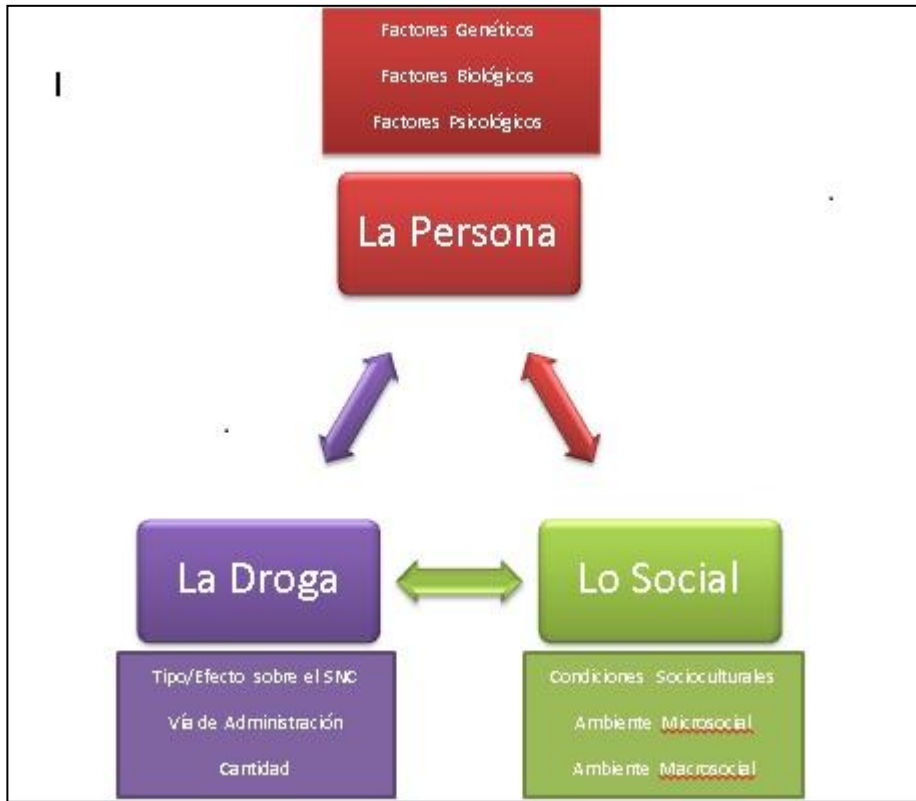 Factores Genéticos
Factores Biológicos
Factores Psicológicos
La Persona
La Droga
Lo Social
Tipo/Efecto sobre el SNC
Vía de Administración
Cantidad
Condiciones Socioculturales
Ambiente Microsocial
Ambiente Macrosocial